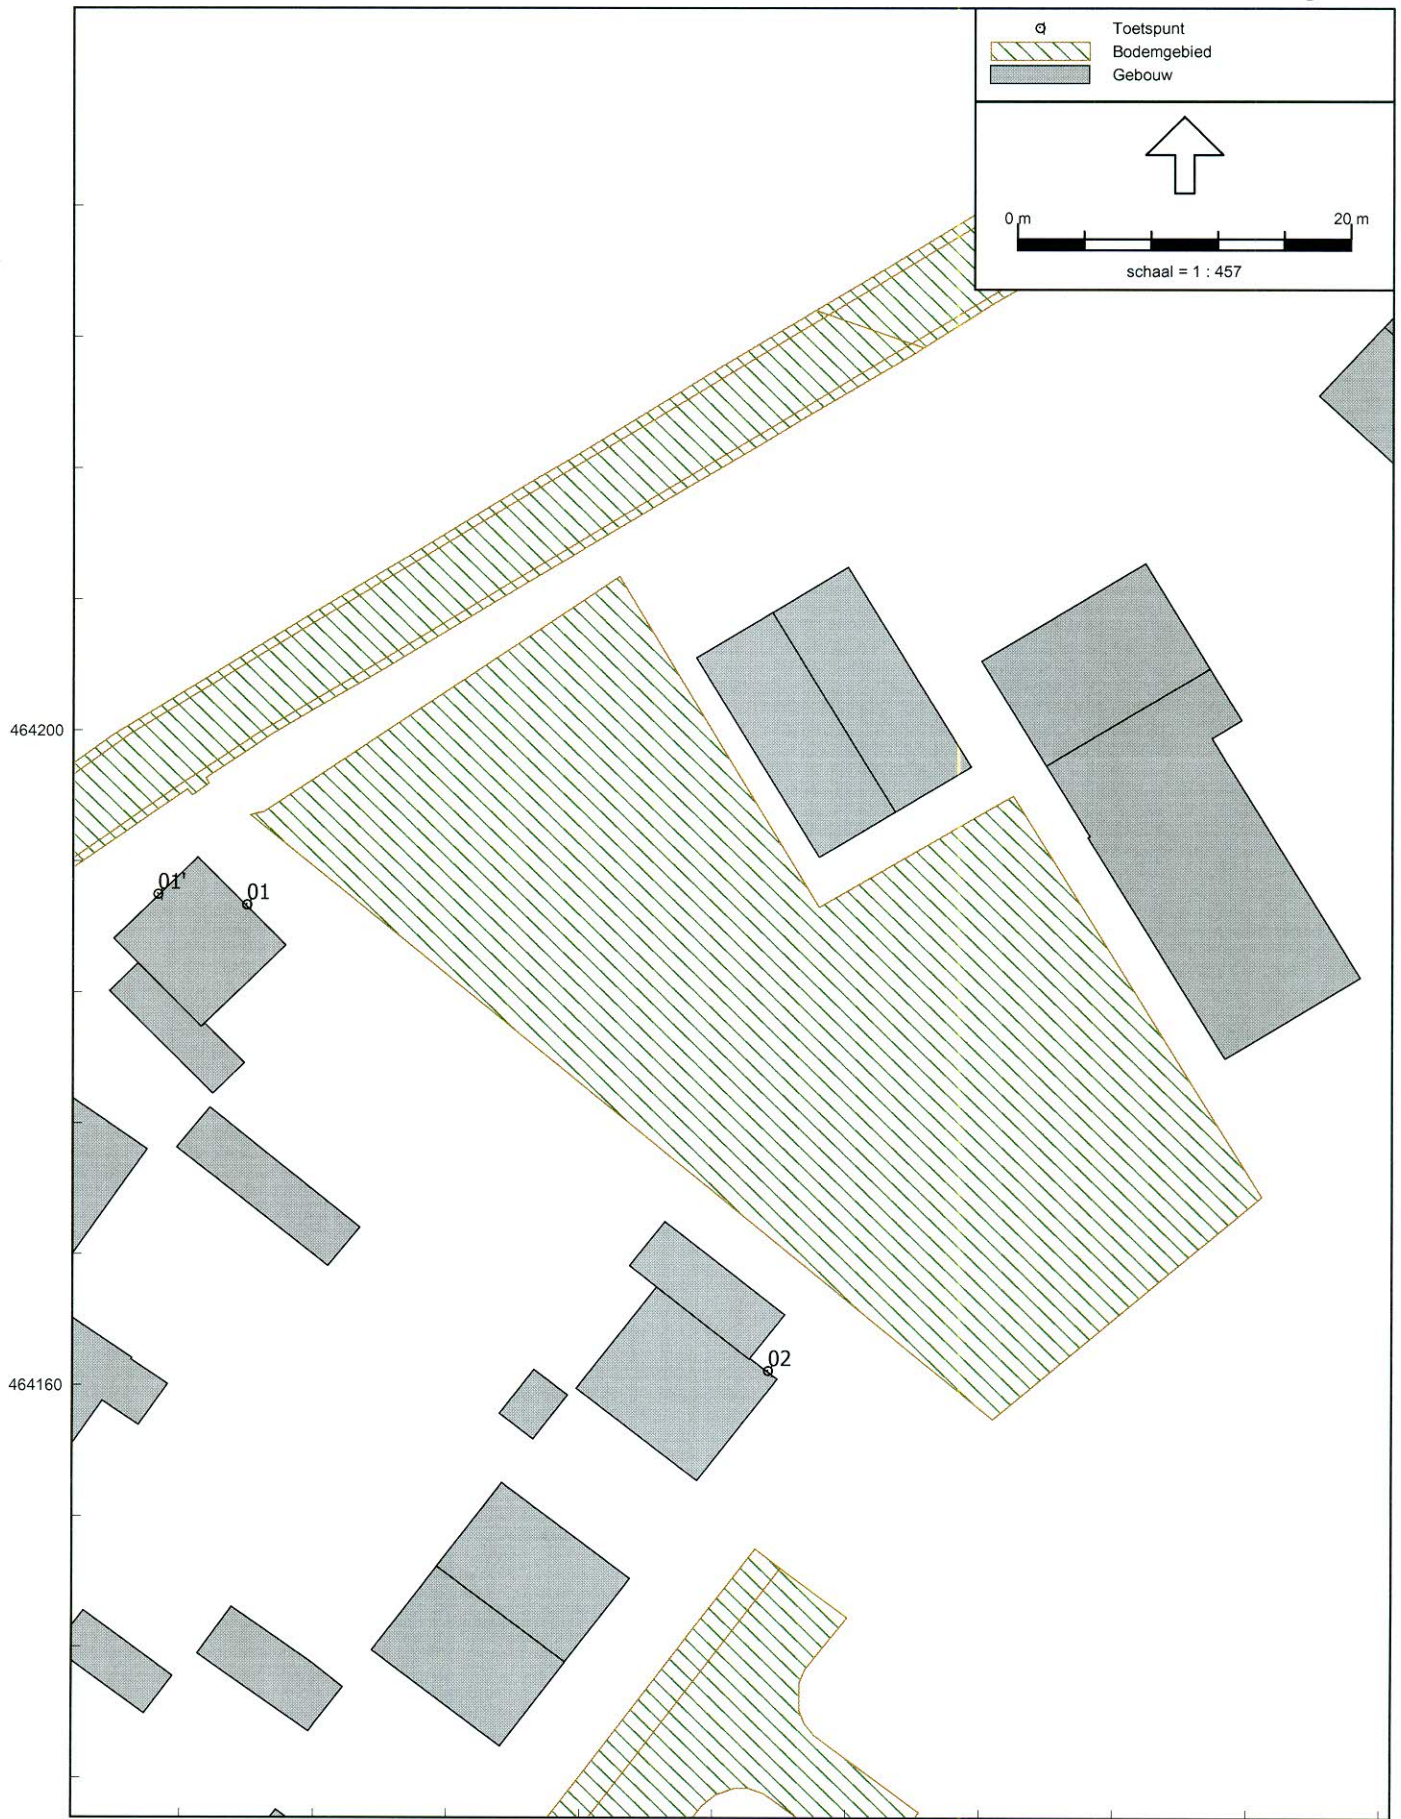 Toetspunt
Bodemgebied
Gebouw
0 m 20 m
schaal = 1 : 457
464200
01'
01
02
464160